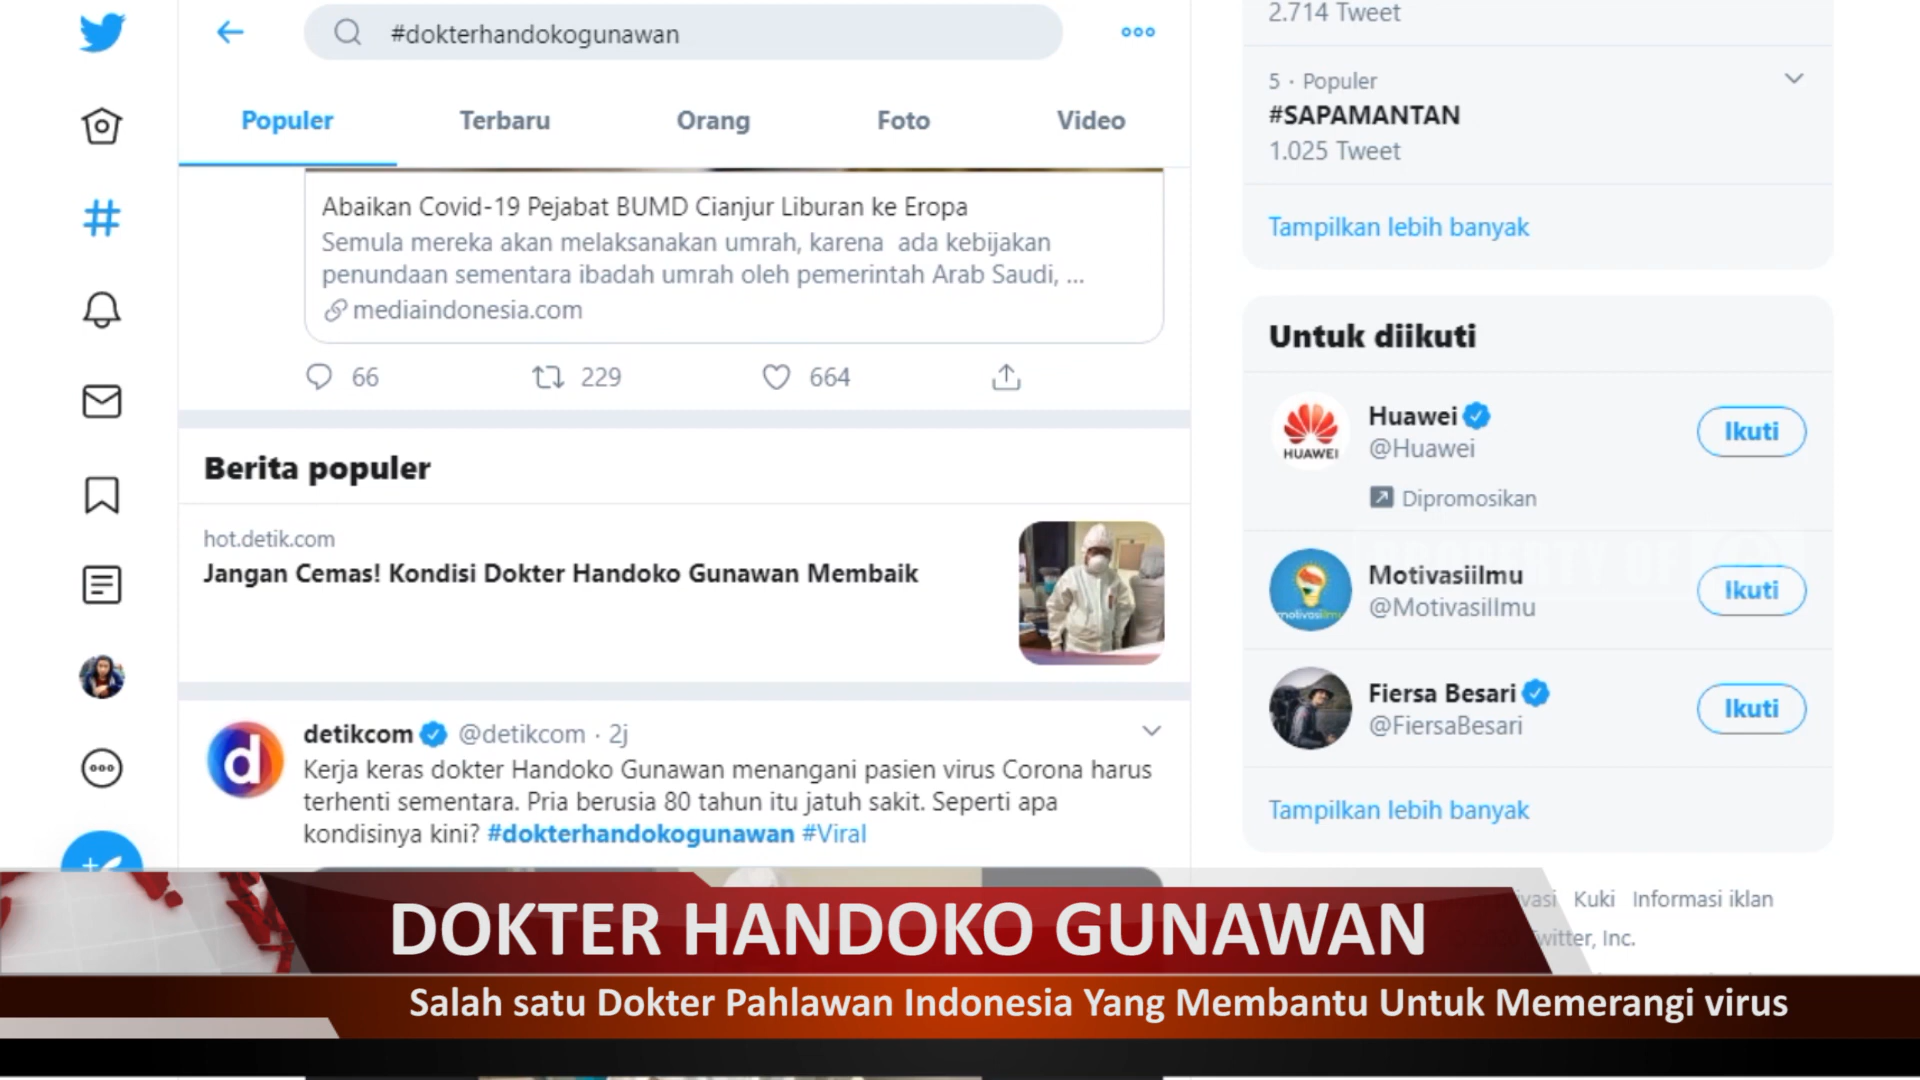 #dokterhandokogunawan
Populer Terbaru Orang Foto Video
Abaikan Covid-19 Pejabat BUMD Cianjur Liburan ke Eropa
Semula mereka akan melaksanakan umrah, karena ada kebijakan
penundaan sementara ibadah umrah oleh pemerintah Arab Saudi, ...
mediaindonesia.com
66 229 664
Berita populer
hot.detik.com
Jangan Cemas! Kondisi Dokter Handoko Gunawan Membaik
detikcom @detikcom · 2j
Kerja keras dokter Handoko Gunawan menangani pasien virus Corona harus
terhenti sementara. Pria berusia 80 tahun itu jatuh sakit. Seperti apa
kondisinya kini? #dokterhandokogunawan #Viral
2.714 Tweet
5 · Populer
#SAPAMANTAN
1.025 Tweet
Tampilkan lebih banyak
Untuk diikuti
HUAWEI
Huawei
@Huawei
Ikuti
Dipromosikan
PROPERTY OF
Motivasiilmu
@MotivasiIlmu
Ikuti
Fiersa Besari
@FiersaBesari
Ikuti
Tampilkan lebih banyak
Kuki Informasi iklan
Twitter, Inc.
DOKTER HANDOKO GUNAWAN
Salah satu Dokter Pahlawan Indonesia Yang Membantu Untuk Memerangi virus